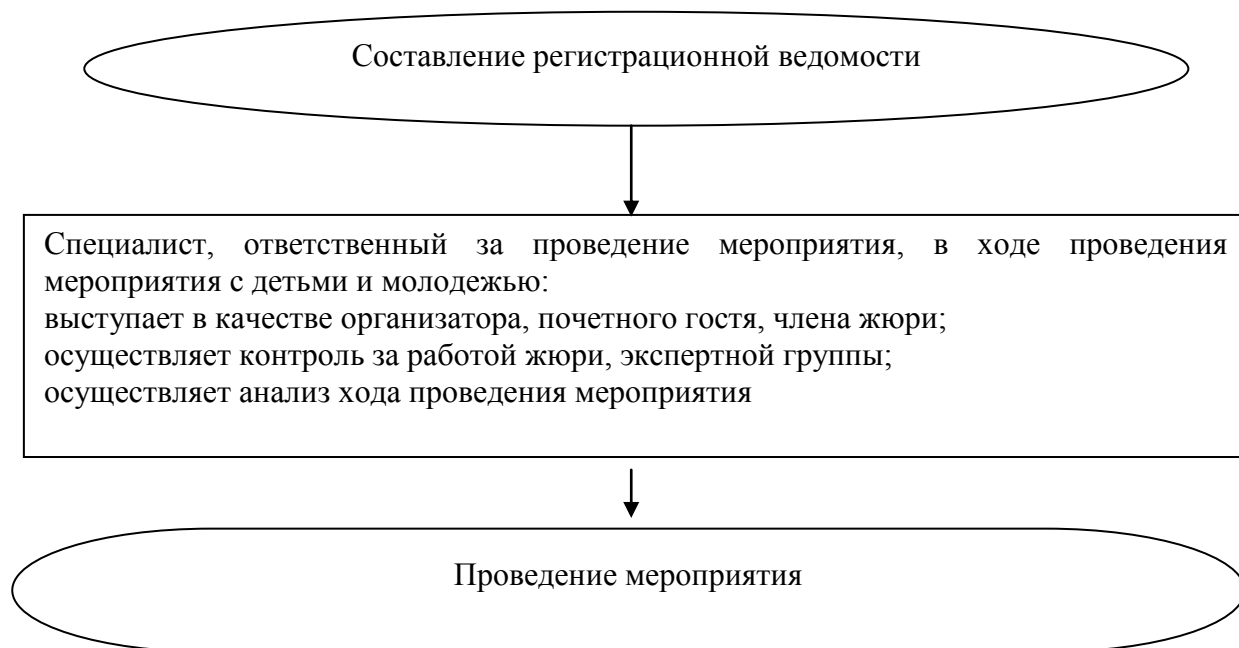 Составление регистрационной ведомости
Специалист, ответственный за проведение мероприятия, в ходе проведения
мероприятия с детьми и молодежью:
выступает в качестве организатора, почетного гостя, члена жюри;
осуществляет контроль за работой жюри, экспертной группы;
осуществляет анализ хода проведения мероприятия
Проведение мероприятия